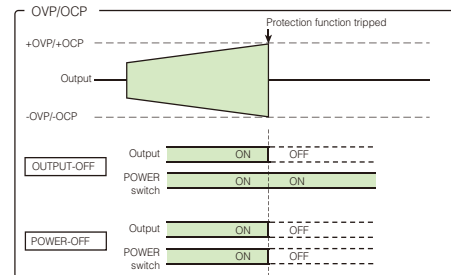 OVP/OCP
Protection function tripped
+OVP/+OCP
Output
-OVP/-OCP
OUTPUT-OFF
Output ON OFF
POWER switch ON ON
POWER-OFF
Output ON OFF
POWER switch ON OFF